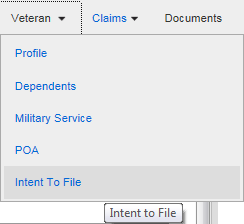 Veteran Claims Documents
Profile
Dependents
Military Service
POA
Intent To File
Intent to File